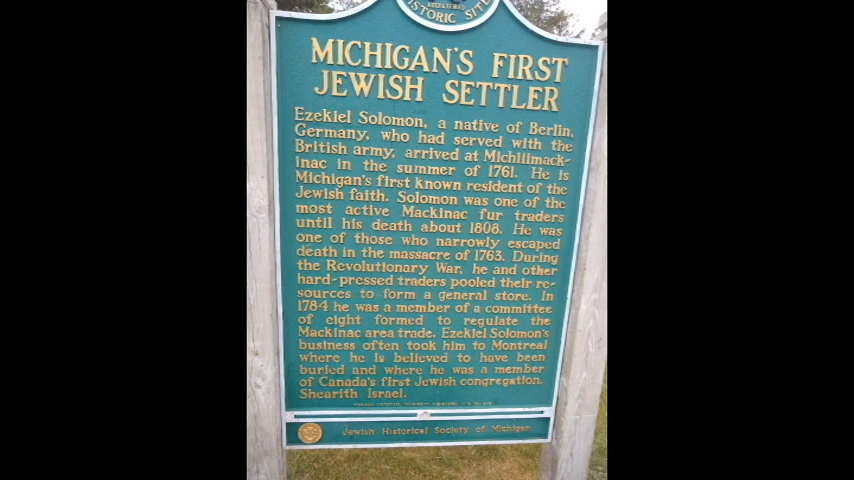 HISTORIC SITE
MICHIGAN'S FIRST
JEWISH SETTLER
Ezekiel Solomon, a native of Berlin,
Germany, who had served with the
British army, arrived at Michilimack-
inac in the summer of 1761. He is
Michigan's first known resident of the
Jewish faith. Solomon was one of the
most active Mackinac fur traders
until his death about 1808. He was
one of those who narrowly escaped
death in the massacre of 1763. During
the Revolutionary War, he and other
hard-pressed traders pooled their re-
sources to form a general store. In
1784 he was a member of a committee
of eight formed to regulate the
Mackinac area trade. Ezekiel Solomon's
business often took him to Montreal
where he is believed to have been
buried and where he was a member
of Canada's first Jewish congregation,
Shearith Israel.
Jewish Historical Society of Michigan